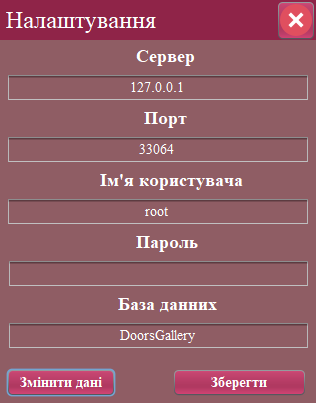 Налаштування
Сервер
127.0.0.1
Порт
33064
Ім'я користувача
root
Пароль
База данних
DoorsGallery
Змінити дані
Зберегти